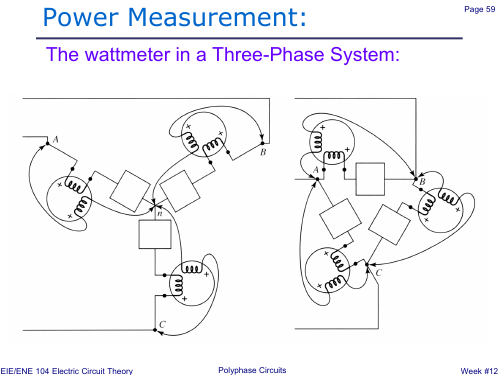 Page 59
Power Measurement:
The wattmeter in a Three-Phase System:
A
B
n
C
A
B
C
EIE/ENE 104 Electric Circuit Theory
Polyphase Circuits
Week #12